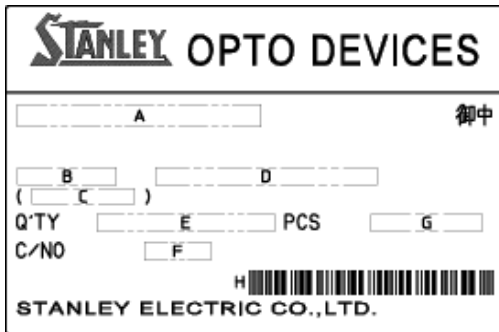 STANLEY OPTO DEVICES
A 御中
B D
( C )
Q'TY E PCS G
C/NO F
H
STANLEY ELECTRIC CO.,LTD.